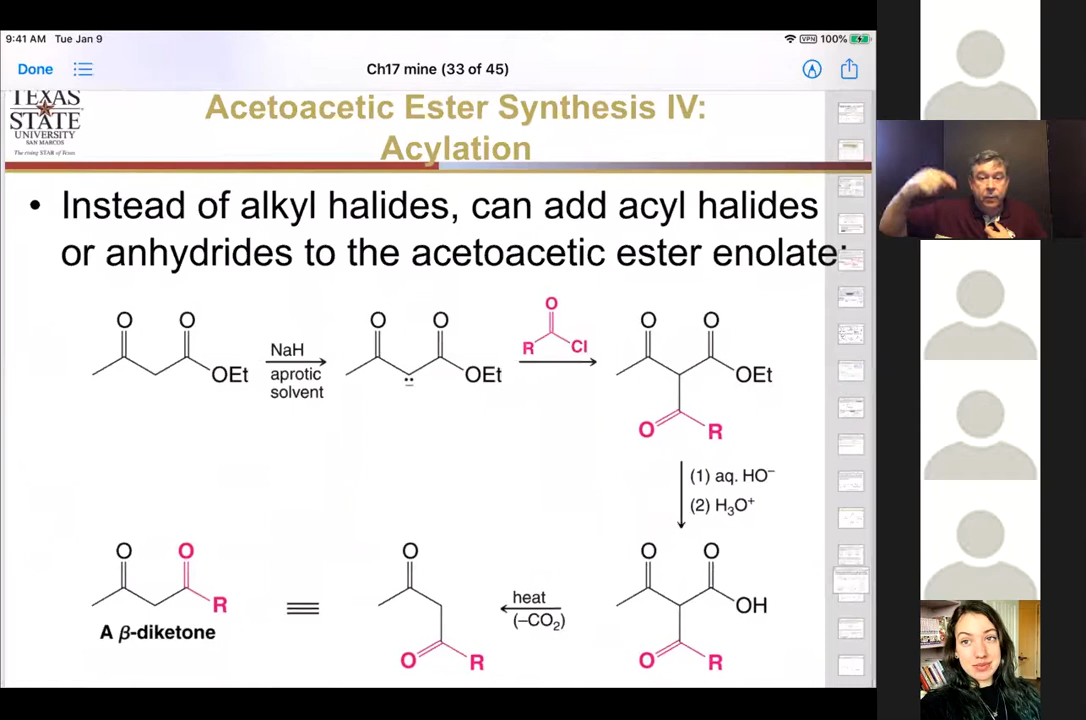 9:41 AM Tue Jan 9
VPN 100%
Done
Ch17 mine (33 of 45)
TEXAS
STATE
UNIVERSITY
SAN MARCOS
The rising STAR of Texas
Acetoacetic Ester Synthesis IV:
Acylation
• Instead of alkyl halides, can add acyl halides
or anhydrides to the acetoacetic ester enolate:
O O
OEt
NaH
aprotic
solvent
O O
OEt
O
R Cl
O O
OEt
O R
(1) aq. HO⁻
(2) H₃O⁺
O O
R
A β-diketone
O
O R
heat
(–CO₂)
O O
OH
O R